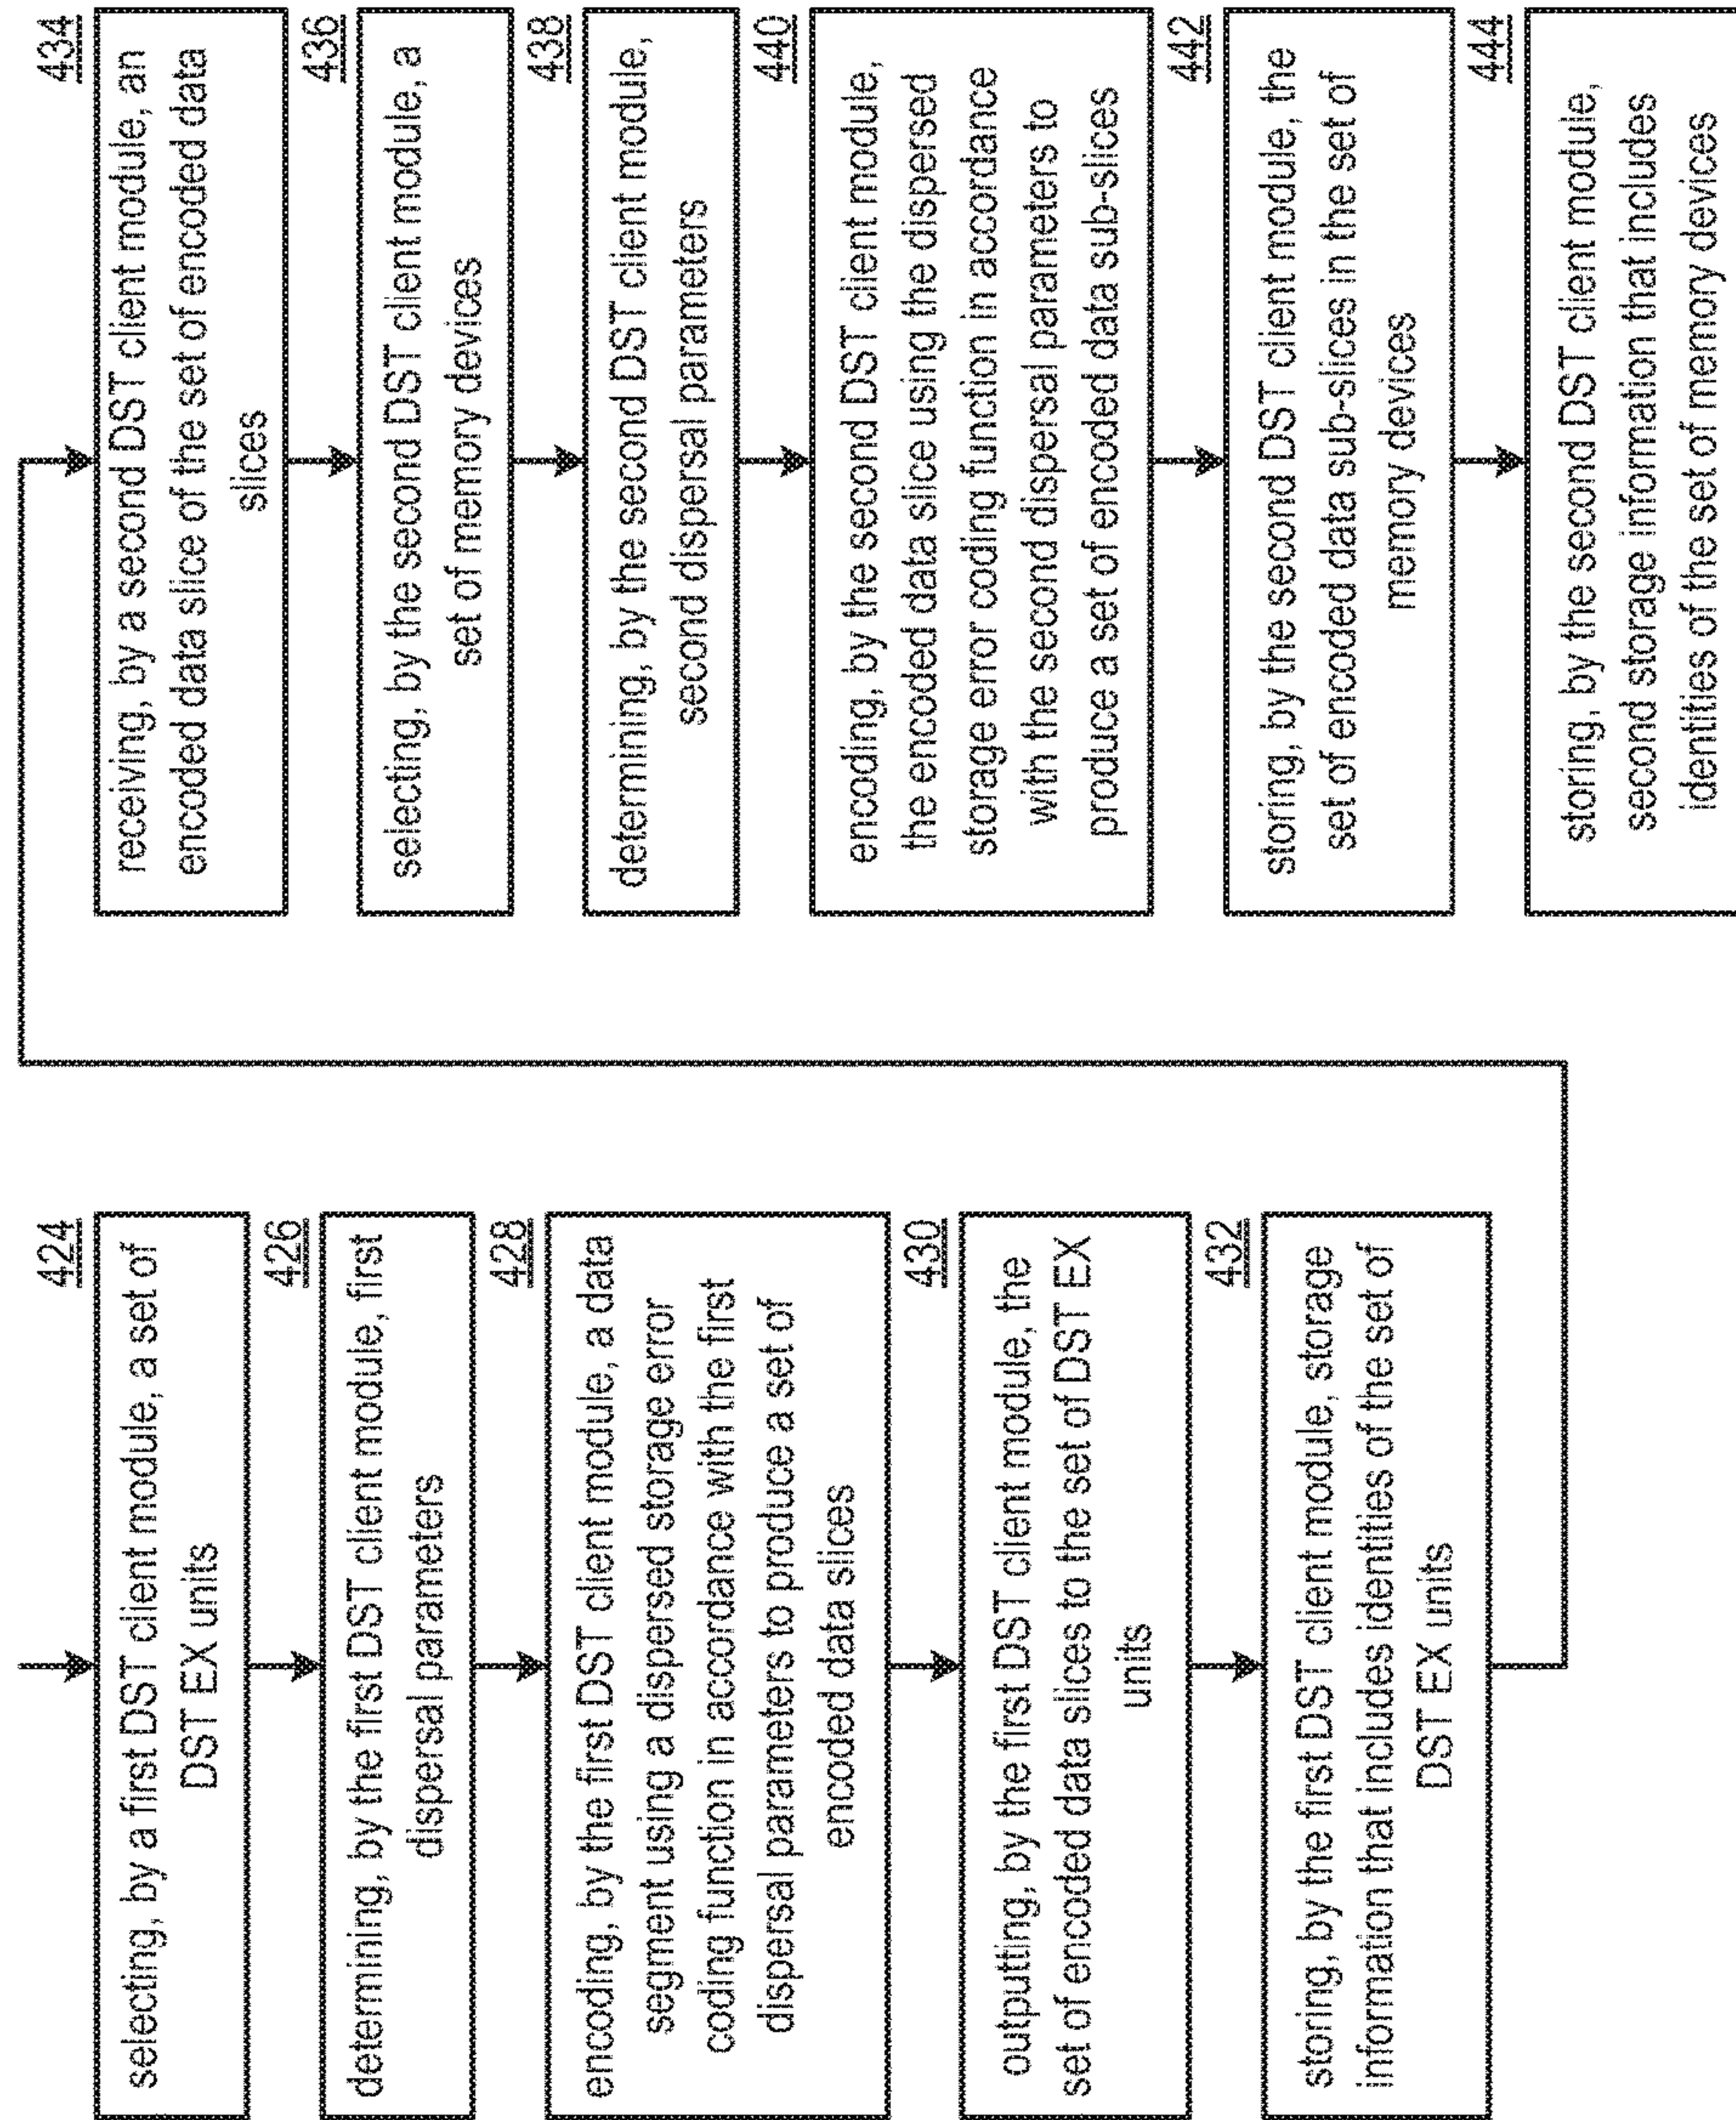 424
selecting, by a first DST client module, a set of
DST EX units
426
determining, by the first DST client module, first
dispersal parameters
428
encoding, by the first DST client module, a data
segment using a dispersed storage error
coding function in accordance with the first
dispersal parameters to produce a set of
encoded data slices
430
outputting, by the first DST client module, the
set of encoded data slices to the set of DST EX
units
432
storing, by the first DST client module, storage
information that includes identities of the set of
DST EX units
434
receiving, by a second DST client module, an
encoded data slice of the set of encoded data
slices
436
selecting, by the second DST client module, a
set of memory devices
438
determining, by the second DST client module,
second dispersal parameters
440
encoding, by the second DST client module,
the encoded data slice using the dispersed
storage error coding function in accordance
with the second dispersal parameters to
produce a set of encoded data sub-slices
442
storing, by the second DST client module, the
set of encoded data sub-slices in the set of
memory devices
444
storing, by the second DST client module,
second storage information that includes
identities of the set of memory devices